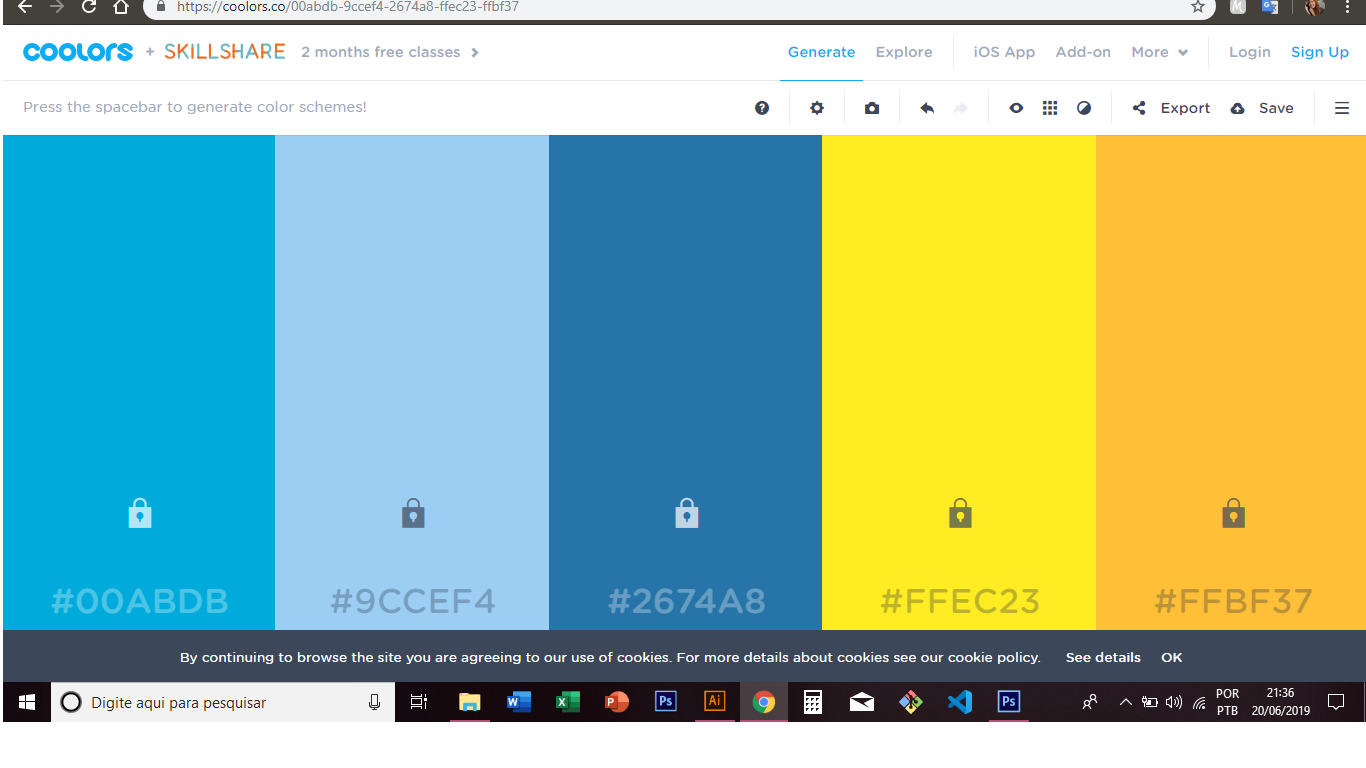 https://coolors.co/00abdb-9ccef4-2674a8-ffec23-ffbf37
coolors + SKILLSHARE 2 months free classes
Generate Explore iOS App Add-on More Login Sign Up
Press the spacebar to generate color schemes!
Export Save
#00ABDB #9CCEF4 #2674A8 #FFEC23 #FFBF37
By continuing to browse the site you are agreeing to our use of cookies. For more details about cookies see our cookie policy. See details OK
Digite aqui para pesquisar
Ps Ai Ps
POR 21:36
PTB 20/06/2019